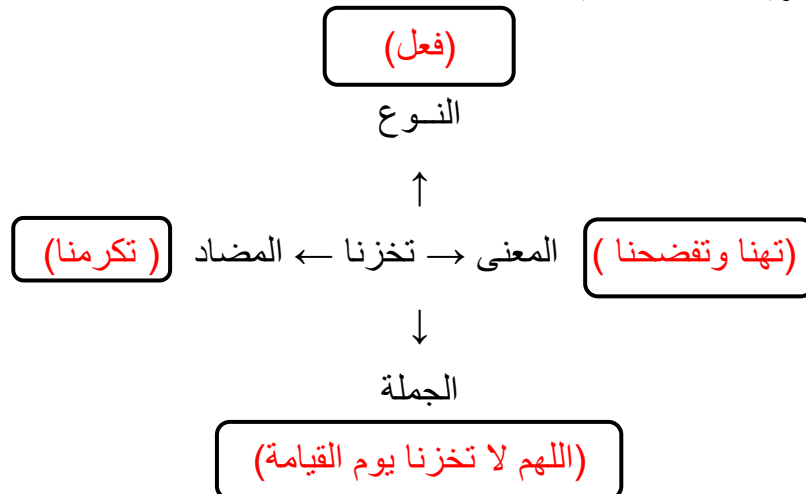 (فعل)
النــوع
↑
(تهنا وتفضحنا ) المعنى → تخزنا ← المضاد ( تكرمنا)
↓
الجملة
(اللهم لا تخزنا يوم القيامة)